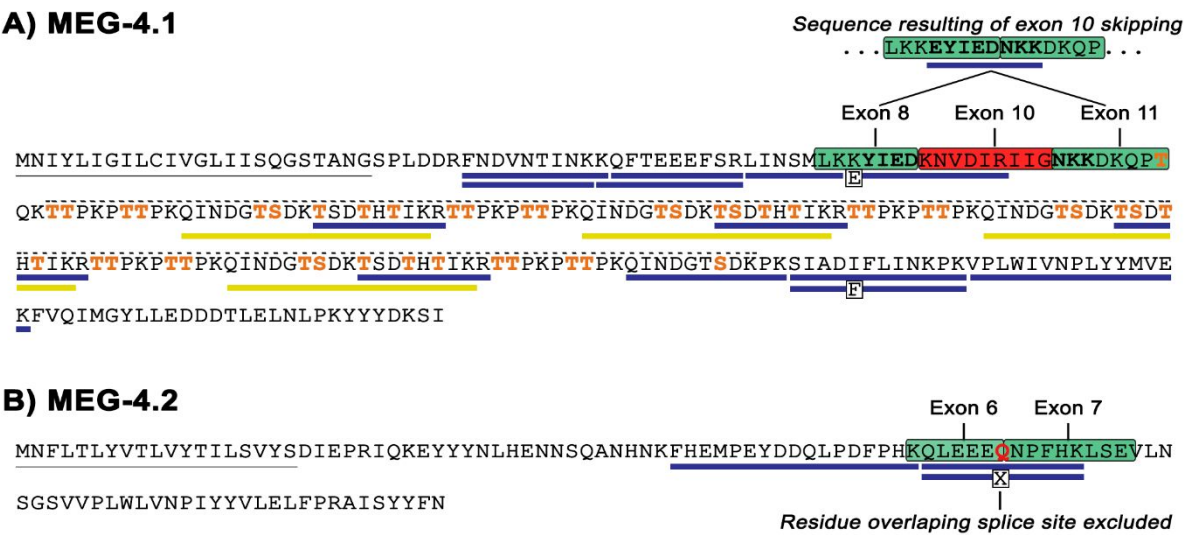 A) MEG-4.1
Sequence resulting of exon 10 skipping
...LKKEYIEDNKKDKQP...
Exon 8 Exon 10 Exon 11
MNIYLIGILCIVGLIISQGSTANGSPLDDRFNDVNTINKKQFTEEEFSRLINSMLKKYIEDKNVDIRIIGNKKDKQPT
E
QKTTPKPTTPKQINDGTSDKTSDTHTIKRTTPKPTTPKQINDGTSDKTSDTHTIKRTTPKPTTPKQINDGTSDKTSDT
HTIKRTTPKPTTPKQINDGTSDKTSDTHTIKRTTPKPTTPKQINDGTSDKPKSIADIFLINKPKVPLWIVNPLYYMVE
F
KFVQIMGYLLEDDDTLELNLPKYYYDKSI
B) MEG-4.2
Exon 6 Exon 7
MNFLTLYVTLVYTILSVYSDIEPRIQKEYYYNLHENNSQANHNKFHEMPEYDDQLPDFPHKQLEEEQNPFHKLSEVLN
X
SGSVVPLWLVNPIYYVLELFPRAISYYFN
Residue overlaping splice site excluded